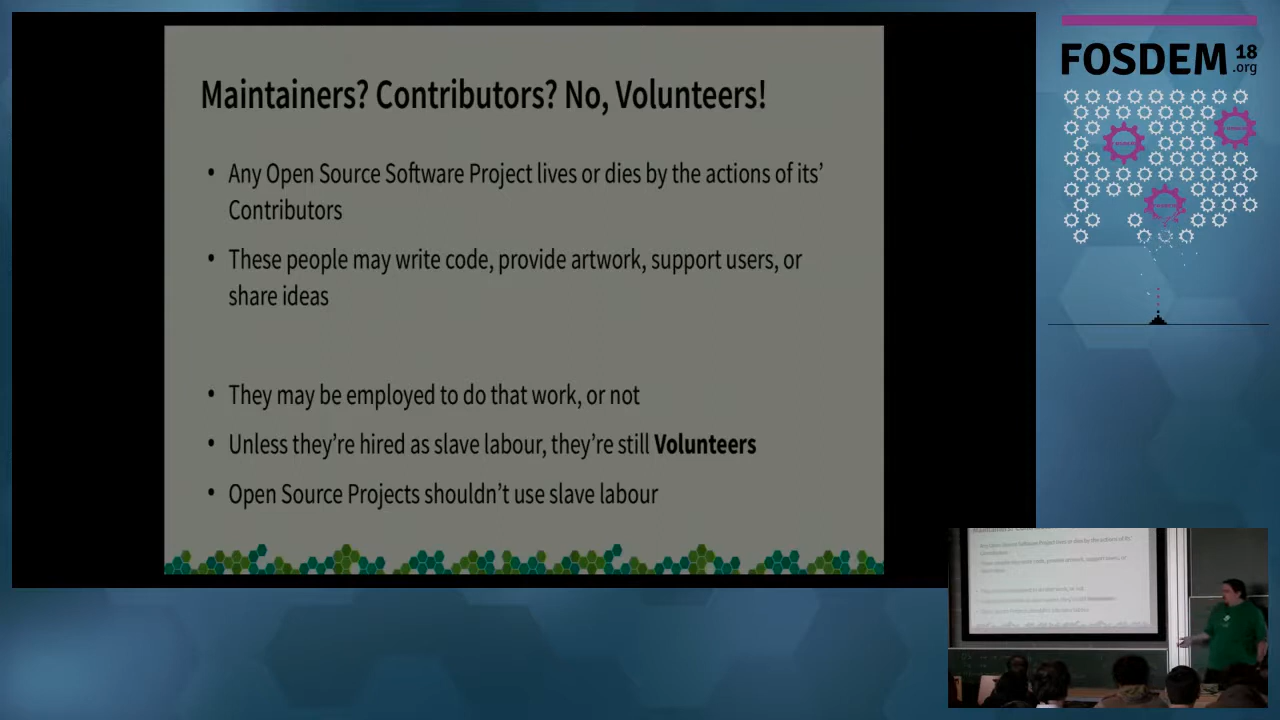 Maintainers? Contributors? No, Volunteers!
• Any Open Source Software Project lives or dies by the actions of its’
Contributors
• These people may write code, provide artwork, support users, or
share ideas
• They may be employed to do that work, or not
• Unless they’re hired as slave labour, they’re still Volunteers
• Open Source Projects shouldn’t use slave labour
FOSDEM 18
.org